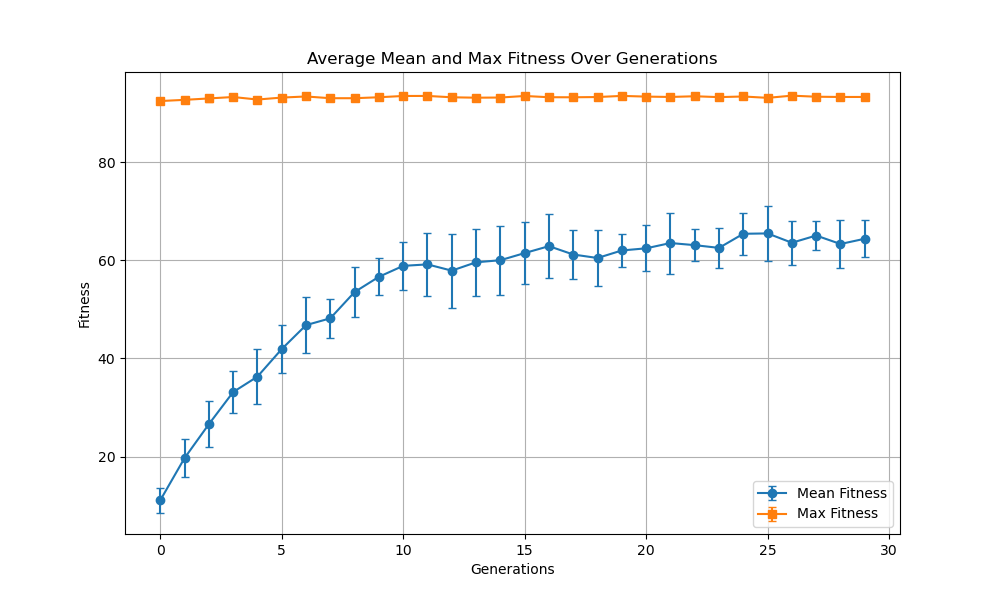 Average Mean and Max Fitness Over Generations
Fitness
80
60
40
20
0 5 10 15 20 25 30
Generations
Mean Fitness
Max Fitness